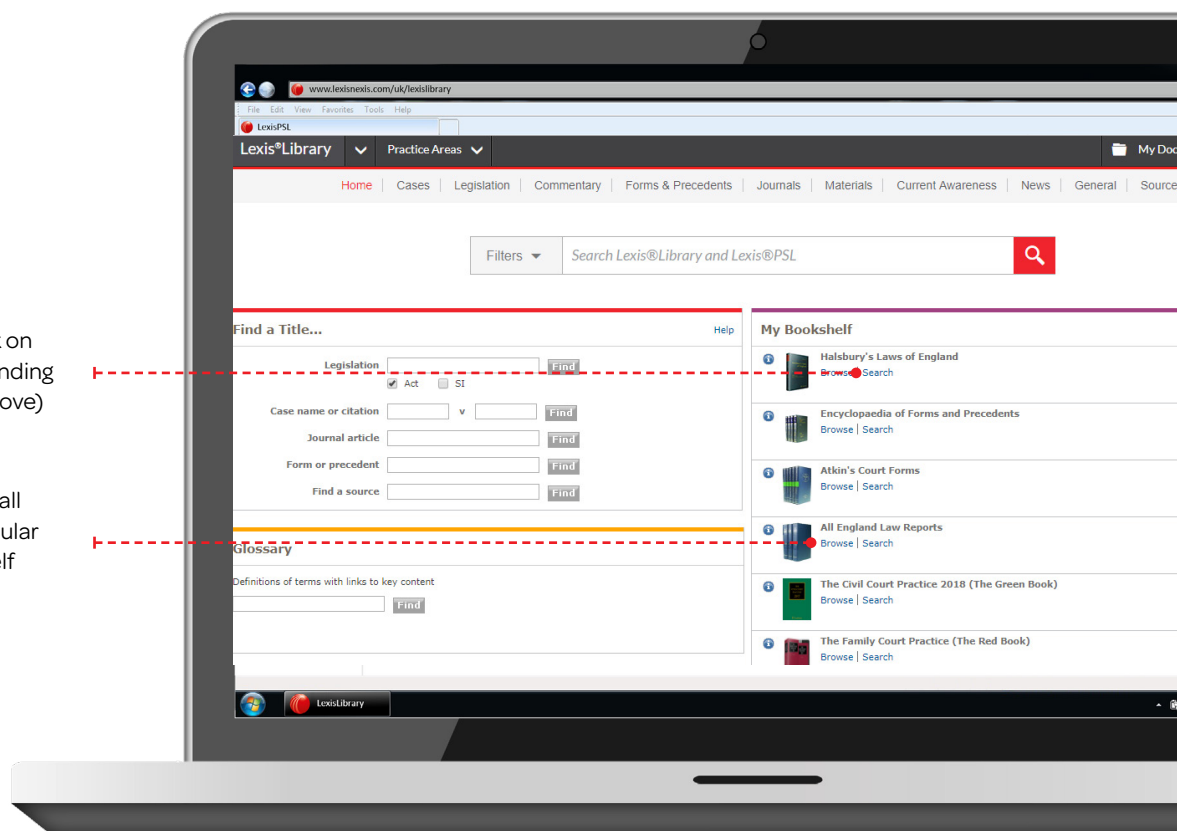 www.lexisnexis.com/uk/lexislibrary
File Edit View Favorites Tools Help
LexisPSL
Lexis®Library Practice Areas My Doc
Home Cases Legislation Commentary Forms & Precedents Journals Materials Current Awareness News General Source
Filters Search Lexis®Library and Lexis®PSL
on
nding
ove)
all
ular
elf
Find a Title... Help
Legislation Find
Act SI
Case name or citation v Find
Journal article Find
Form or precedent Find
Find a source Find
Glossary
Definitions of terms with links to key content
Find
My Bookshelf
Halsbury's Laws of England
Browse Search
Encyclopaedia of Forms and Precedents
Browse | Search
Atkin's Court Forms
Browse | Search
All England Law Reports
Browse | Search
The Civil Court Practice 2018 (The Green Book)
Browse | Search
The Family Court Practice (The Red Book)
Browse | Search
LexisLibrary